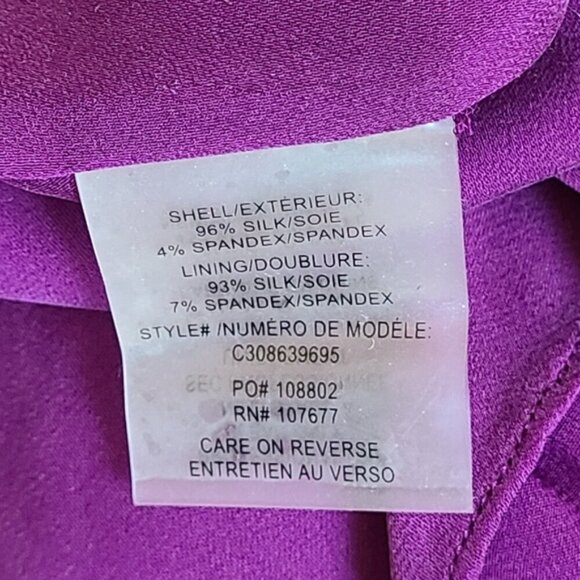 SHELL/EXTÉRIEUR:
96% SILK/SOIE
4% SPANDEX/SPANDEX
LINING/DOUBLURE:
93% SILK/SOIE
7% SPANDEX/SPANDEX
STYLE# /NUMÉRO DE MODÉLE:
C308639695
PO# 108802
RN# 107677
CARE ON REVERSE
ENTRETIEN AU VERSO